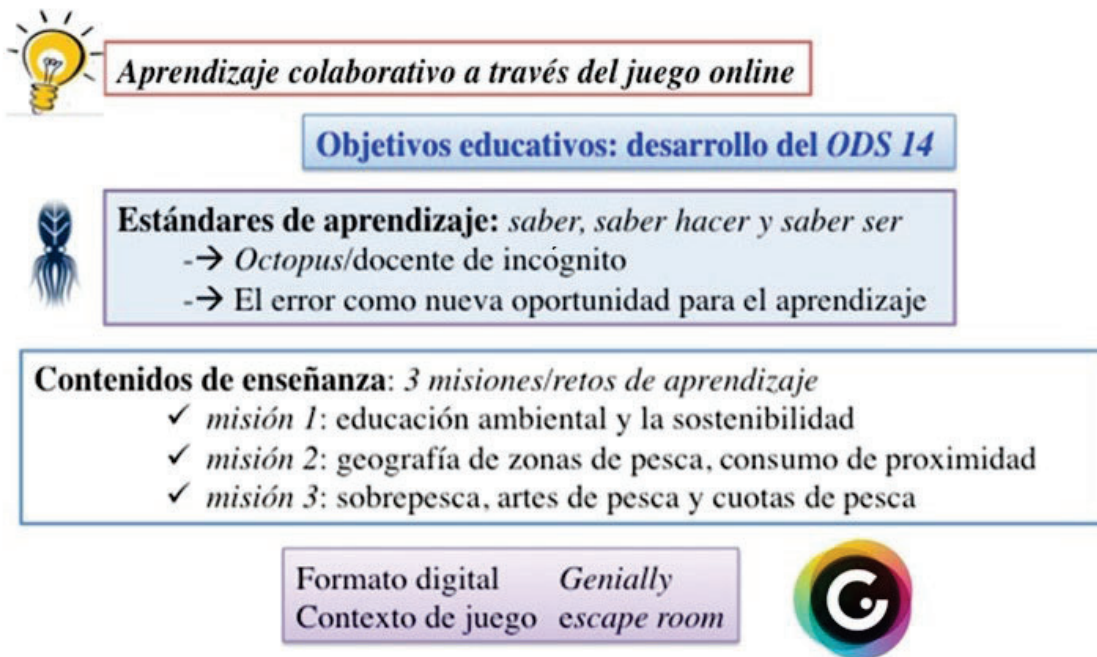 Aprendizaje colaborativo a través del juego online
Objetivos educativos: desarrollo del ODS 14
Estándares de aprendizaje: saber, saber hacer y saber ser
-→ Octopus/docente de incógnito
-→ El error como nueva oportunidad para el aprendizaje
Contenidos de enseñanza: 3 misiones/retos de aprendizaje
✓ misión 1: educación ambiental y la sostenibilidad
✓ misión 2: geografía de zonas de pesca, consumo de proximidad
✓ misión 3: sobrepesca, artes de pesca y cuotas de pesca
Formato digital Genially
Contexto de juego escape room